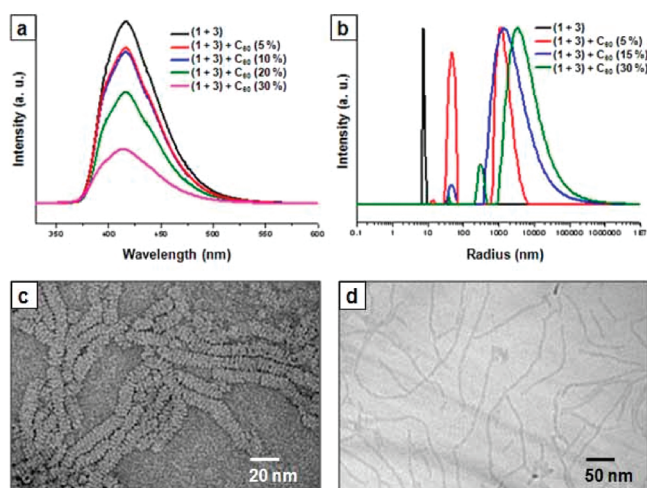 a
(1 + 3)
(1 + 3) + C60 (5 %)
(1 + 3) + C60 (10 %)
(1 + 3) + C60 (20 %)
(1 + 3) + C60 (30 %)
Intensity (a. u.)
350 400 450 500 550 600
Wavelength (nm)
b
(1 + 3)
(1 + 3) + C60 (5 %)
(1 + 3) + C60 (15 %)
(1 + 3) + C60 (30 %)
Intensity (a. u.)
0.1 1 10 100 1000 10000 100000 1000000 1E7
Radius (nm)
c
20 nm
d
50 nm